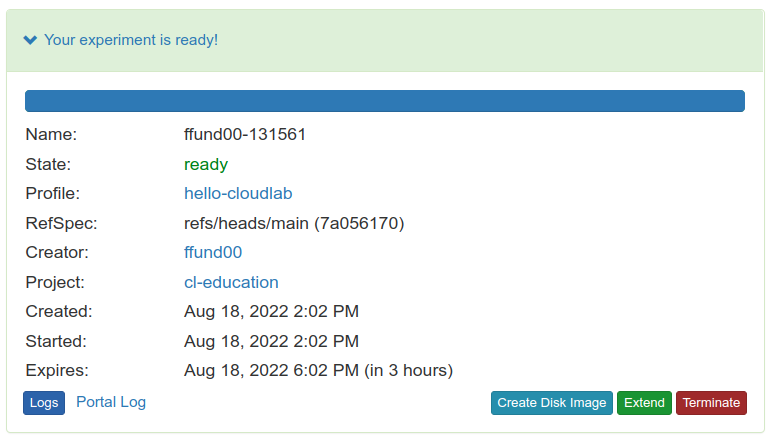 Your experiment is ready!
Name: ffund00-131561
State: ready
Profile: hello-cloudlab
RefSpec: refs/heads/main (7a056170)
Creator: ffund00
Project: cl-education
Created: Aug 18, 2022 2:02 PM
Started: Aug 18, 2022 2:02 PM
Expires: Aug 18, 2022 6:02 PM (in 3 hours)
Logs Portal Log Create Disk Image Extend Terminate